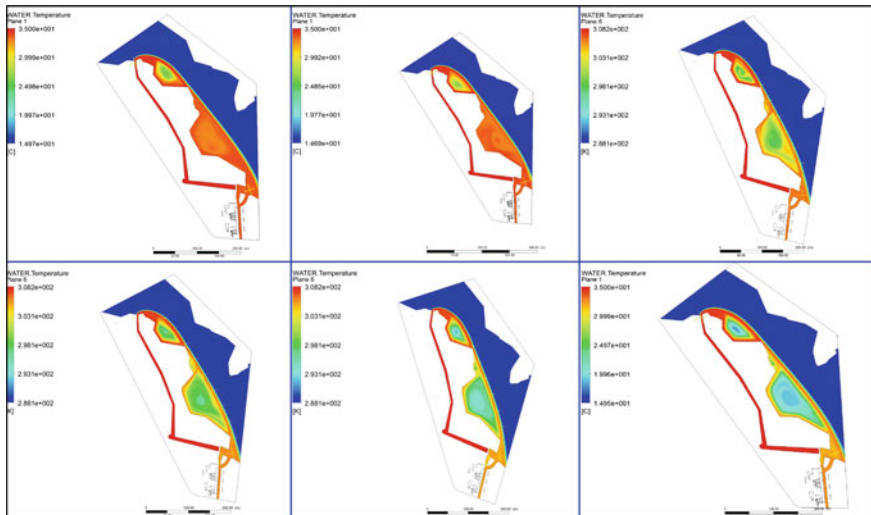 WATER.Temperature
Plane 1
3.500e+001
2.999e+001
2.498e+001
1.997e+001
1.497e+001
[C]
WATER.Temperature
Plane 1
3.500e+001
2.992e+001
2.485e+001
1.977e+001
1.469e+001
[C]
WATER.Temperature
Plane 6
3.082e+002
3.031e+002
2.981e+002
2.931e+002
2.881e+002
[K]
WATER.Temperature
Plane 6
3.082e+002
3.031e+002
2.981e+002
2.931e+002
2.881e+002
K]
WATER.Temperature
Plane 6
3.082e+002
3.031e+002
2.981e+002
2.931e+002
2.881e+002
[K]
WATER.Temperature
Plane 1
3.500e+001
2.999e+001
2.497e+001
1.996e+001
1.495e+001
[C]